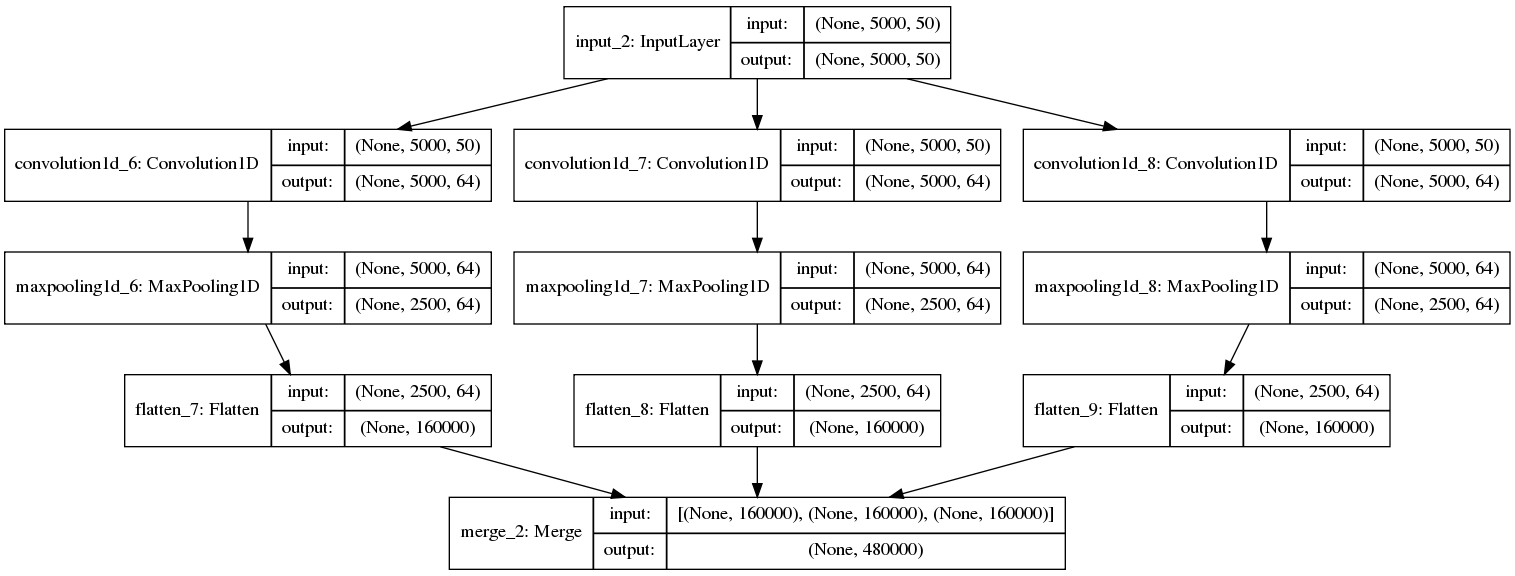 input_2: InputLayer
input: (None, 5000, 50)
output: (None, 5000, 50)
convolution1d_6: Convolution1D
input: (None, 5000, 50)
output: (None, 5000, 64)
convolution1d_7: Convolution1D
input: (None, 5000, 50)
output: (None, 5000, 64)
convolution1d_8: Convolution1D
input: (None, 5000, 50)
output: (None, 5000, 64)
maxpooling1d_6: MaxPooling1D
input: (None, 5000, 64)
output: (None, 2500, 64)
maxpooling1d_7: MaxPooling1D
input: (None, 5000, 64)
output: (None, 2500, 64)
maxpooling1d_8: MaxPooling1D
input: (None, 5000, 64)
output: (None, 2500, 64)
flatten_7: Flatten
input: (None, 2500, 64)
output: (None, 160000)
flatten_8: Flatten
input: (None, 2500, 64)
output: (None, 160000)
flatten_9: Flatten
input: (None, 2500, 64)
output: (None, 160000)
merge_2: Merge
input: [(None, 160000), (None, 160000), (None, 160000)]
output: (None, 480000)